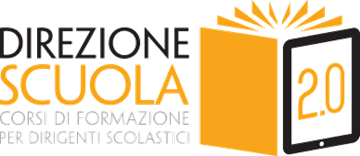 DIREZIONE
SCUOLA
CORSI DI FORMAZIONE
PER DIRIGENTI SCOLASTICI
2.0